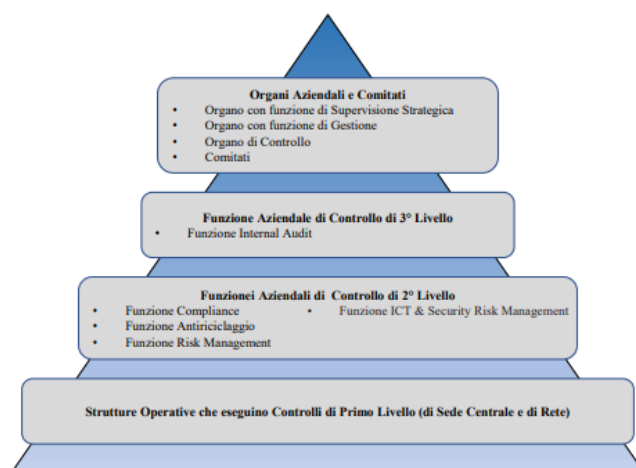 Organi Aziendali e Comitati
• Organo con funzione di Supervisione Strategica
• Organo con funzione di Gestione
• Organo di Controllo
• Comitati
Funzione Aziendale di Controllo di 3° Livello
• Funzione Internal Audit
Funzionei Aziendali di Controllo di 2° Livello
• Funzione Compliance
• Funzione Antiriciclaggio
• Funzione Risk Management
• Funzione ICT & Security Risk Management
Strutture Operative che eseguino Controlli di Primo Livello (di Sede Centrale e di Rete)